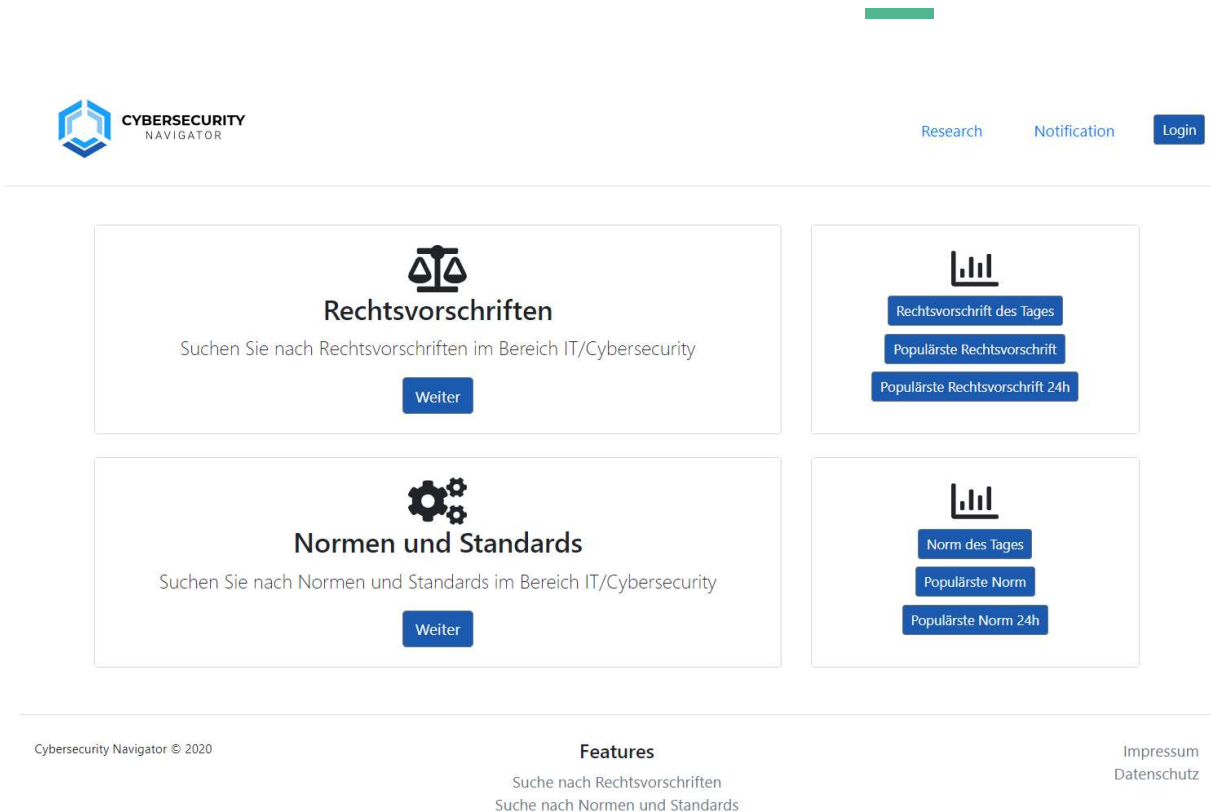 CYBERSECURITY
NAVIGATOR
Research
Notification
Login
Rechtsvorschriften
Suchen Sie nach Rechtsvorschriften im Bereich IT/Cybersecurity
Weiter
Rechtsvorschrift des Tages
Populärste Rechtsvorschrift
Populärste Rechtsvorschrift 24h
Normen und Standards
Suchen Sie nach Normen und Standards im Bereich IT/Cybersecurity
Weiter
Norm des Tages
Populärste Norm
Populärste Norm 24h
Cybersecurity Navigator © 2020
Features
Suche nach Rechtsvorschriften
Suche nach Normen und Standards
Impressum
Datenschutz